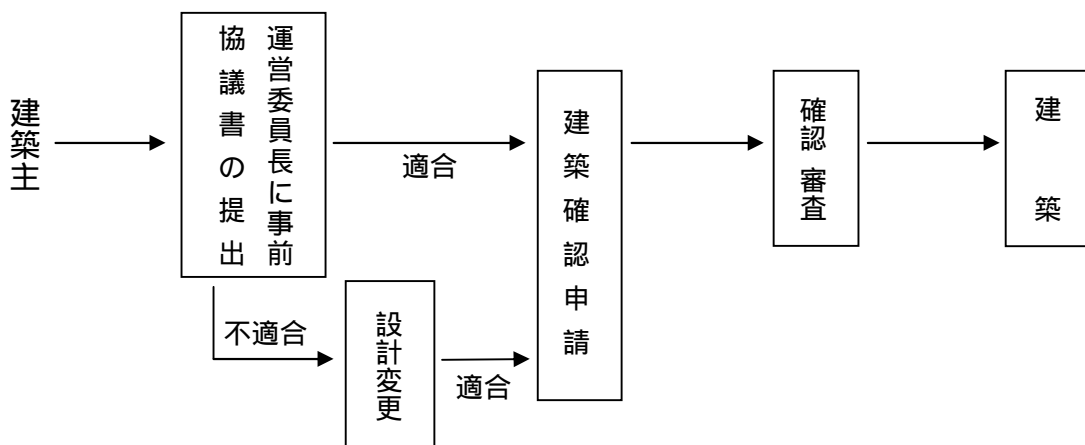 建築主
運営委員長に事前
協議書の提出
適合
不適合
設計変更
適合
建築確認申請
確認審査
建築